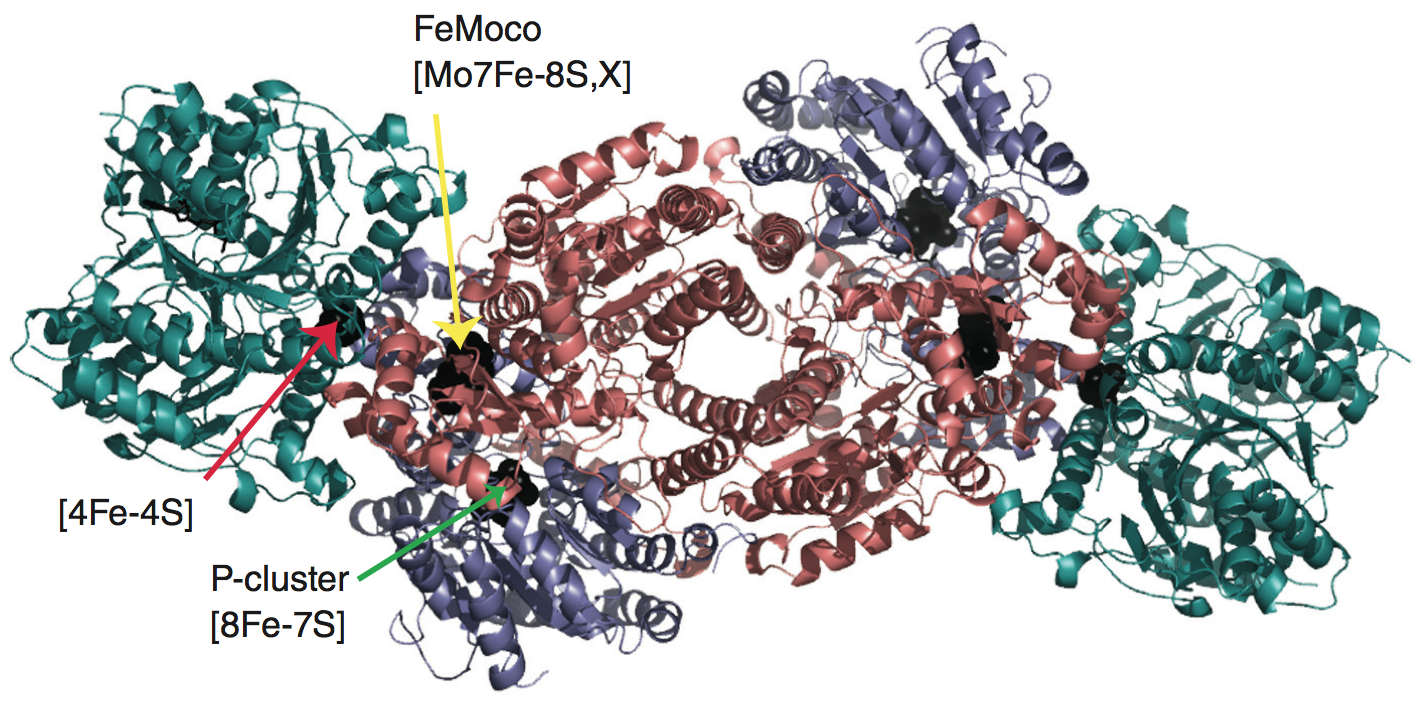 FeMoco
[Mo7Fe-8S,X]
[4Fe-4S]
P-cluster
[8Fe-7S]